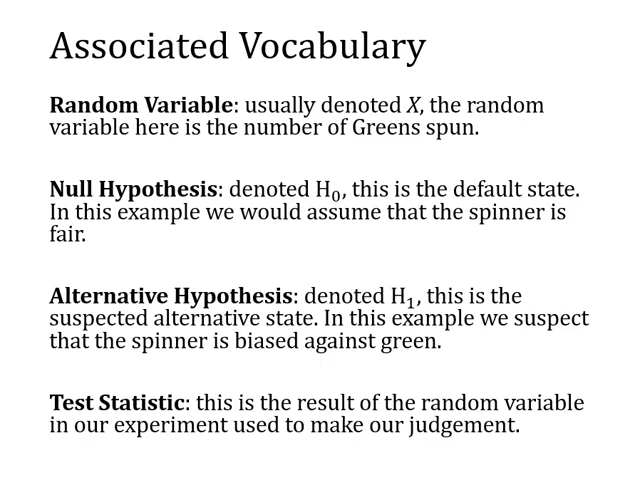 Associated Vocabulary
Random Variable: usually denoted X, the random
variable here is the number of Greens spun.
Null Hypothesis: denoted H₀, this is the default state.
In this example we would assume that the spinner is
fair.
Alternative Hypothesis: denoted H₁, this is the
suspected alternative state. In this example we suspect
that the spinner is biased against green.
Test Statistic: this is the result of the random variable
in our experiment used to make our judgement.